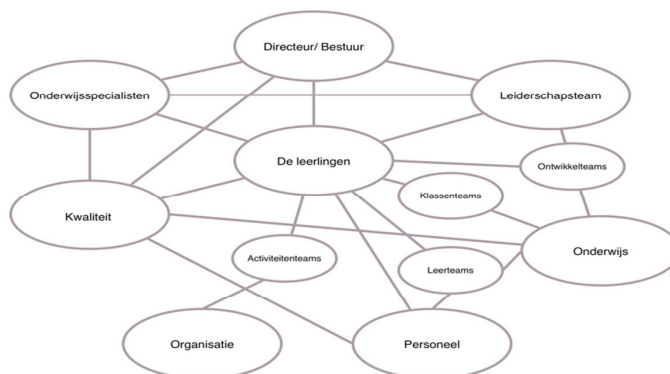 Directeur/ Bestuur
Onderwijsspecialisten
Leiderschapsteam
De leerlingen
Ontwikkelteams
Klassenteams
Kwaliteit
Onderwijs
Activiteitenteams
Leerteams
Organisatie
Personeel